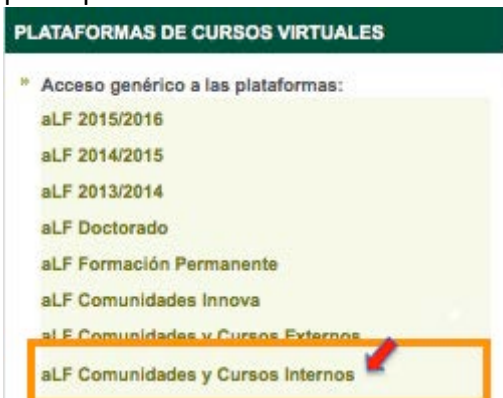 PLATAFORMAS DE CURSOS VIRTUALES
» Acceso genérico a las plataformas:
aLF 2015/2016
aLF 2014/2015
aLF 2013/2014
aLF Doctorado
aLF Formación Permanente
aLF Comunidades Innova
aLF Comunidades y Cursos Externos
aLF Comunidades y Cursos Internos